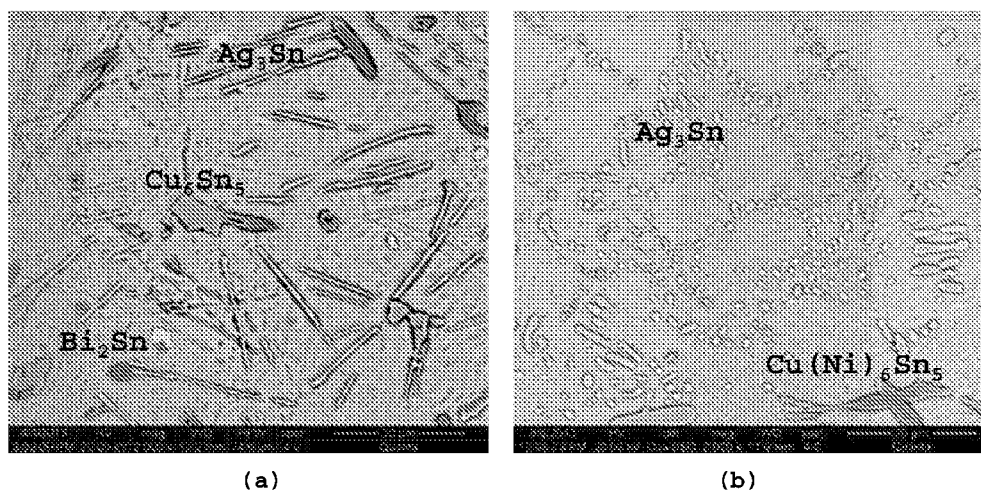 Ag₃Sn
Cu₆Sn₅
Bi₂Sn
(a)
Ag₃Sn
Cu(Ni)₆Sn₅
(b)